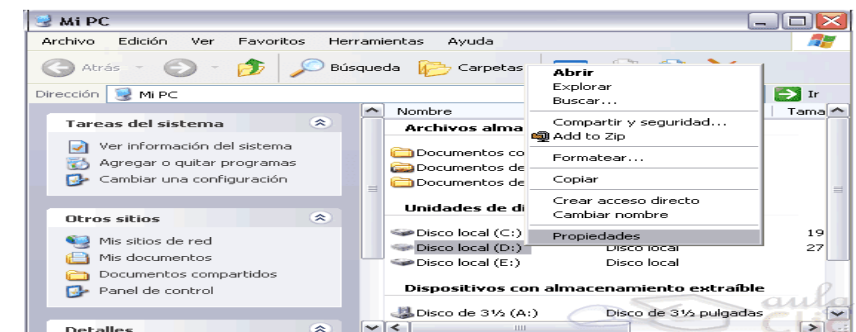 Mi PC
Archivo Edición Ver Favoritos Herramientas Ayuda
Atrás Búsqueda Carpetas
Dirección Mi PC Ir
Tareas del sistema
Ver información del sistema
Agregar o quitar programas
Cambiar una configuración
Otros sitios
Mis sitios de red
Mis documentos
Documentos compartidos
Panel de control
Detalles
Nombre Tama
Archivos alma
Documentos co
Documentos de
Documentos de
Unidades de di
Disco local (C:) 19
Disco local (D:) Disco local 27
Disco local (E:) Disco local
Dispositivos con almacenamiento extraíble
Disco de 3½ (A:) Disco de 3½ pulgadas
Abrir
Explorar
Buscar...
Compartir y seguridad...
Add to Zip
Formatear...
Copiar
Crear acceso directo
Cambiar nombre
Propiedades
aula